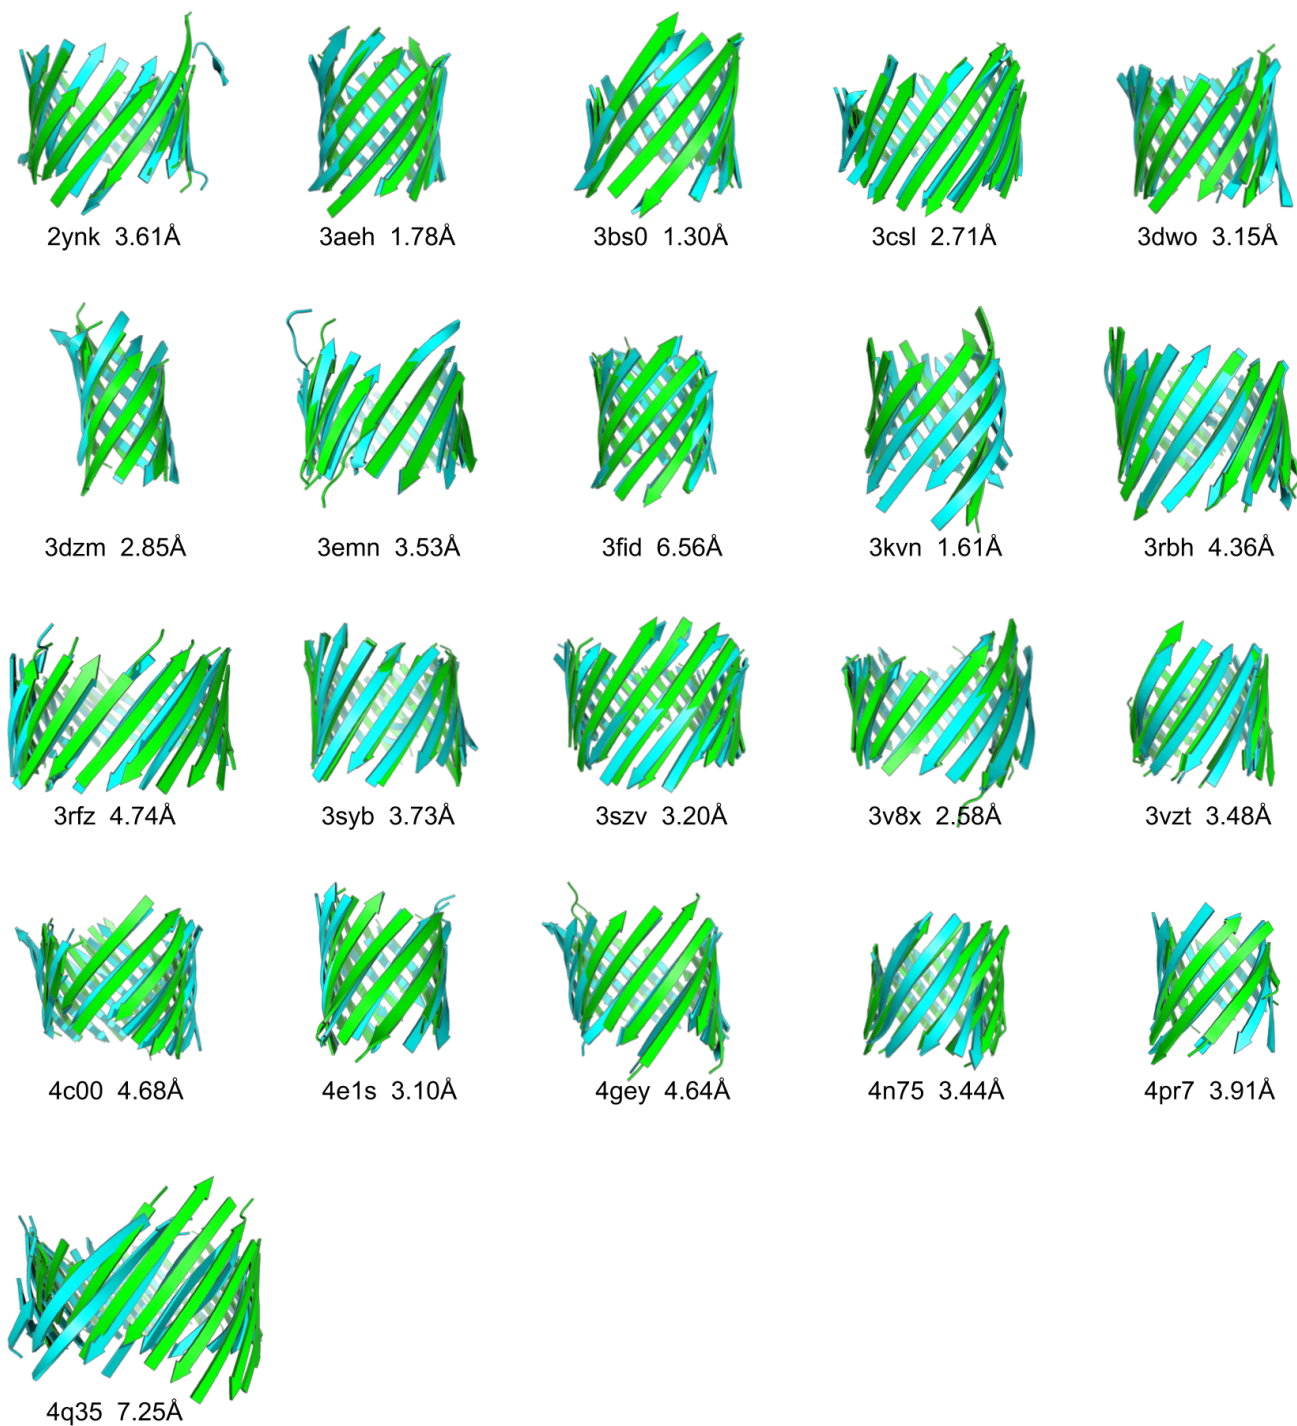 2ynk 3.61Å
3aeh 1.78Å
3bs0 1.30Å
3csl 2.71Å
3dwo 3.15Å
3dzm 2.85Å
3emn 3.53Å
3fid 6.56Å
3kvn 1.61Å
3rbh 4.36Å
3rfz 4.74Å
3syb 3.73Å
3szv 3.20Å
3v8x 2.58Å
3vzt 3.48Å
4c00 4.68Å
4e1s 3.10Å
4gey 4.64Å
4n75 3.44Å
4pr7 3.91Å
4q35 7.25Å